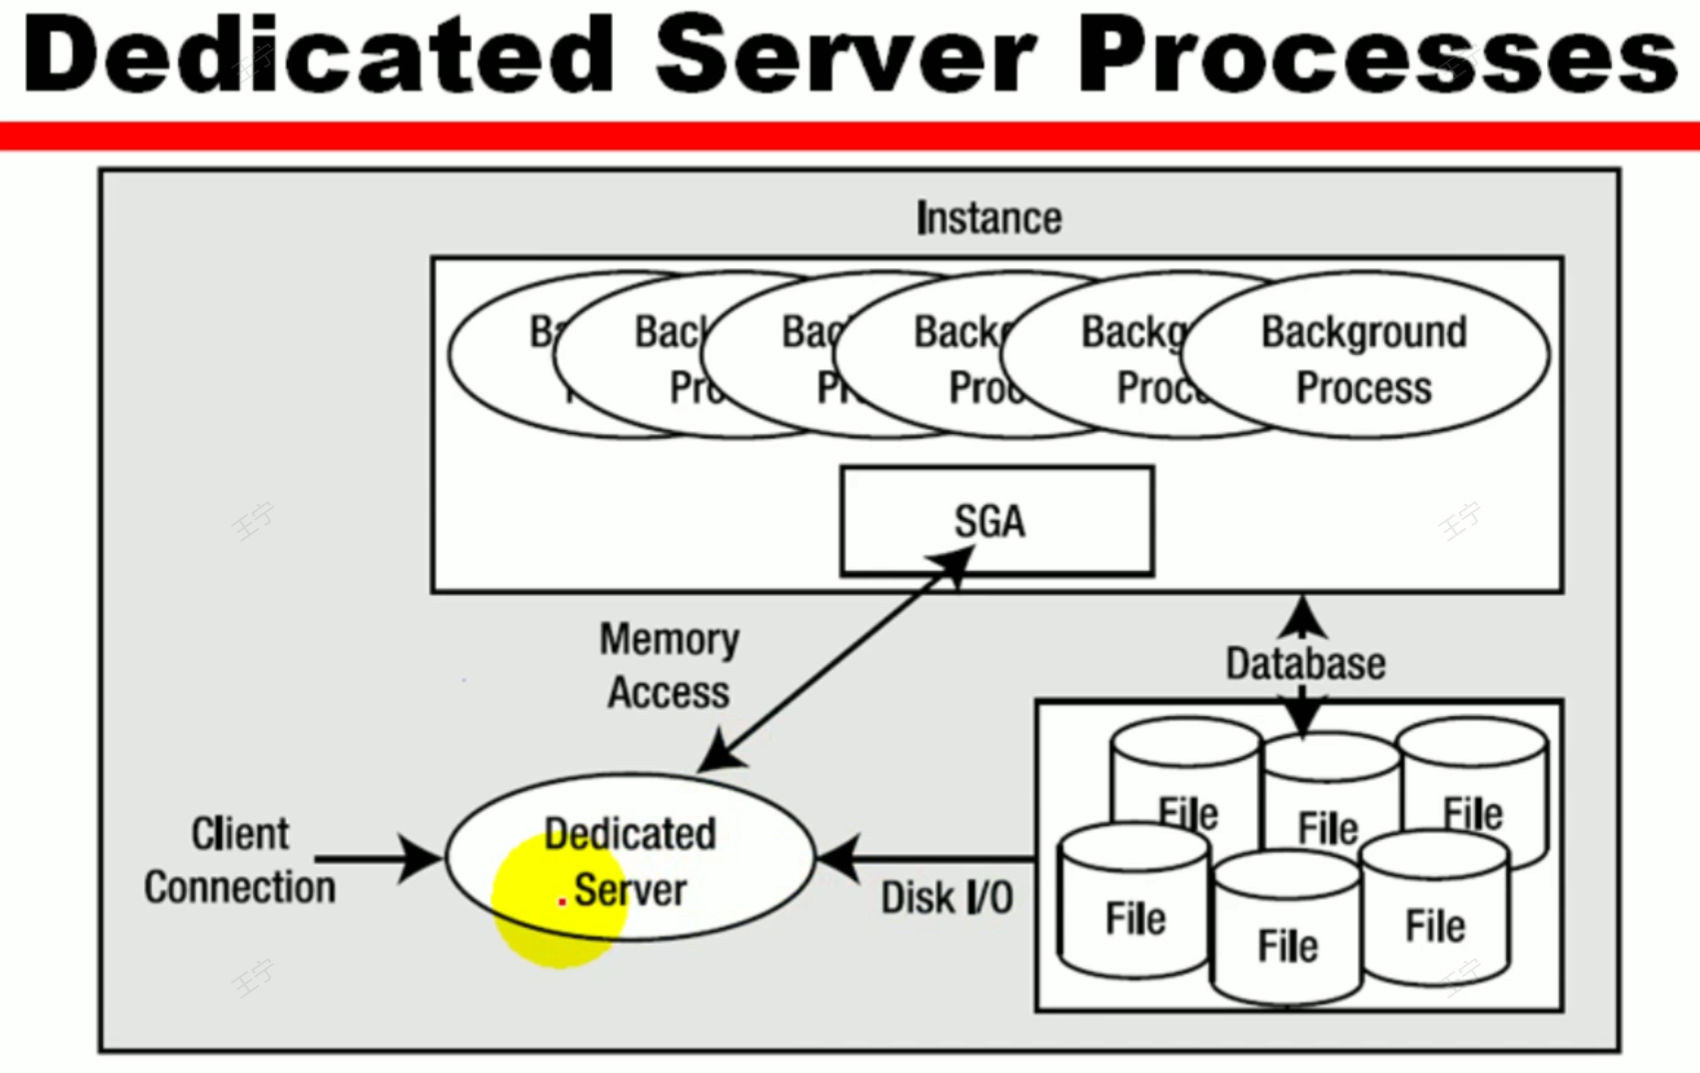 Dedicated Server Processes
Instance
Ba
Bac
Bac
Backg
Backg
Background
Pro
Pr
Proc
Proc
Process
SGA
Memory
Access
Database
Client
Connection
Dedicated
Server
Disk I/O
File
File
File
File
File
File
王宁
王宁
王宁
王宁
王宁
王宁